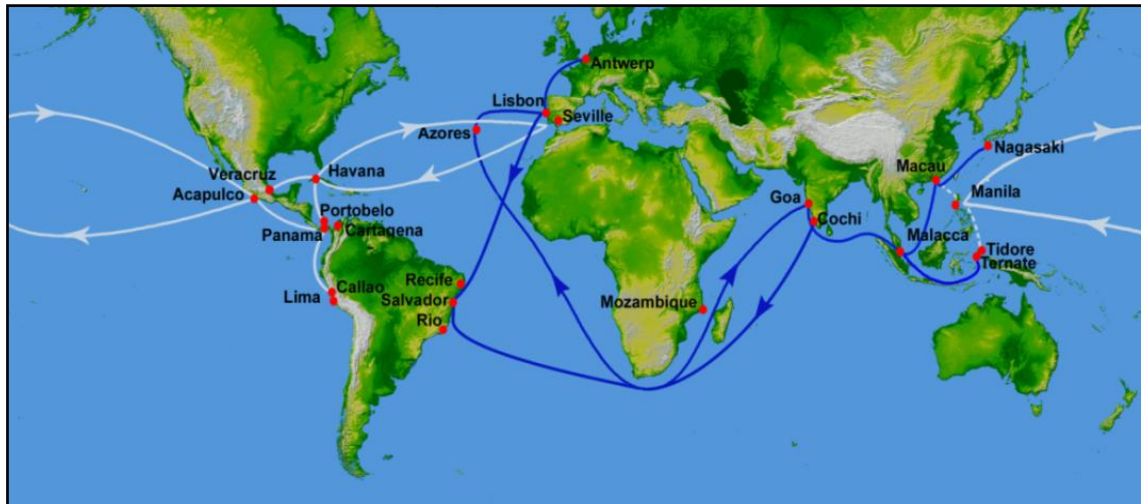 Antwerp
Lisbon
Seville
Azores
Nagasaki
Macau
Havana
Veracruz
Acapulco
Manila
Goa
Cochi
Portobelo
Cartagena
Panama
Malacca
Tidore
Ternate
Recife
Callao
Lima
Salvador
Mozambique
Rio